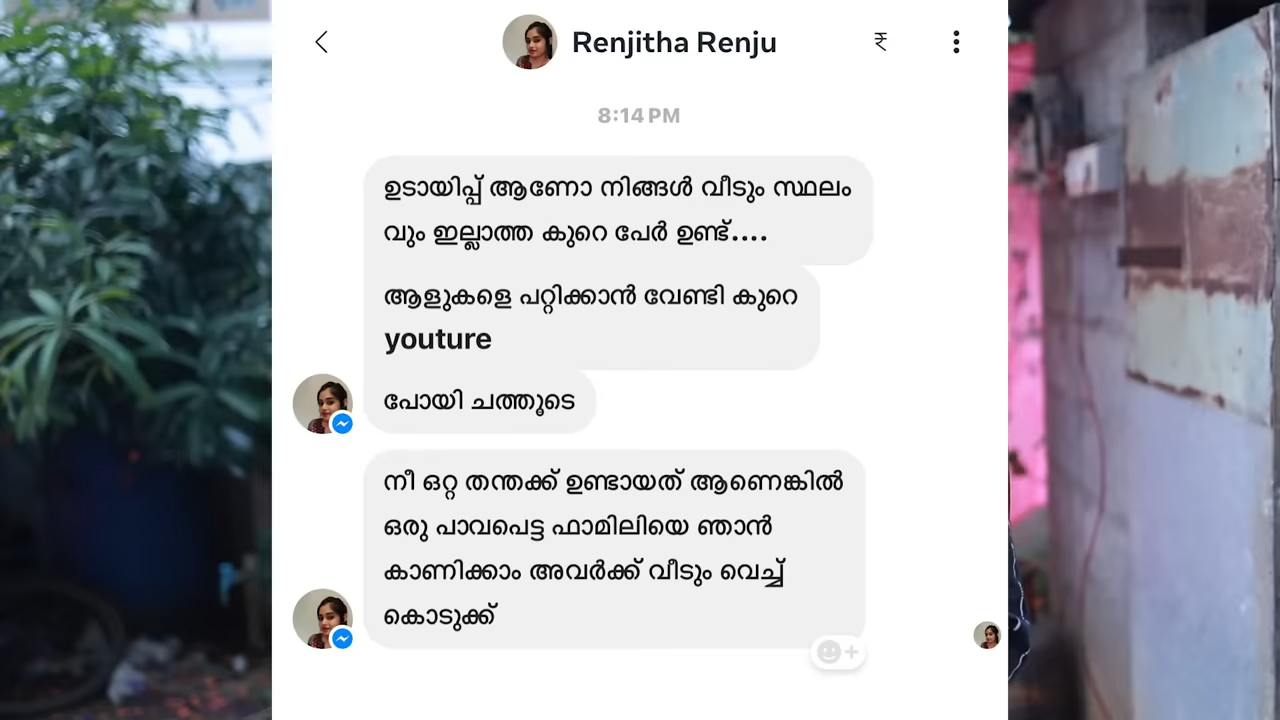 Renjitha Renju
₹
8:14 PM
ഉടായിപ്പ് ആണോ നിങ്ങൾ വീടും സ്ഥലം
വും ഇല്ലാത്ത കുറെ പേർ ഉണ്ട്....
ആളുകളെ പറ്റിക്കാൻ വേണ്ടി കുറെ
youture
പോയി ചത്തൂടെ
നീ ഒറ്റ തന്തക്ക് ഉണ്ടായത് ആണെങ്കിൽ
ഒരു പാവപെട്ട ഫാമിലിയെ ഞാൻ
കാണിക്കാം അവർക്ക് വീടും വെച്ച്
കൊടുക്ക്